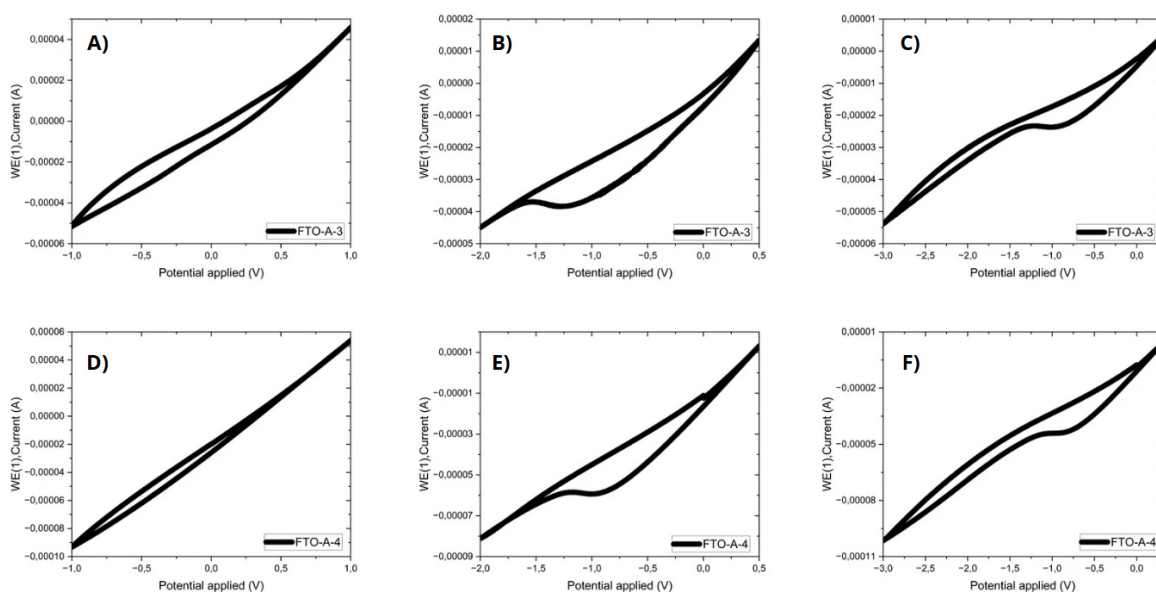 A)
WE(1),Current (A)
0,00004
0,00002
0,00000
−0,00002
−0,00004
−0,00006
FTO-A-3
−1,0 −0,5 0,0 0,5 1,0
Potential applied (V)
B)
WE(1),Current (A)
0,00002
0,00001
0,00000
−0,00001
−0,00002
−0,00003
−0,00004
−0,00005
FTO-A-3
−2,0 −1,5 −1,0 −0,5 0,0 0,5
Potential applied (V)
C)
WE(1),Current (A)
0,00001
0,00000
−0,00001
−0,00002
−0,00003
−0,00004
−0,00005
−0,00006
FTO-A-3
−3,0 −2,5 −2,0 −1,5 −1,0 −0,5 0,0
Potential applied (V)
D)
WE(1),Current (A)
0,00006
0,00004
0,00002
0,00000
−0,00002
−0,00004
−0,00006
−0,00008
−0,00010
FTO-A-4
−1,0 −0,5 0,0 0,5 1,0
Potential applied (V)
E)
WE(1),Current (A)
0,00001
−0,00001
−0,00003
−0,00005
−0,00007
−0,00009
FTO-A-4
−2,0 −1,5 −1,0 −0,5 0,0 0,5
Potential applied (V)
F)
WE(1),Current (A)
0,00001
−0,00002
−0,00005
−0,00008
−0,00011
FTO-A-4
−3,0 −2,5 −2,0 −1,5 −1,0 −0,5 0,0
Potential applied (V)